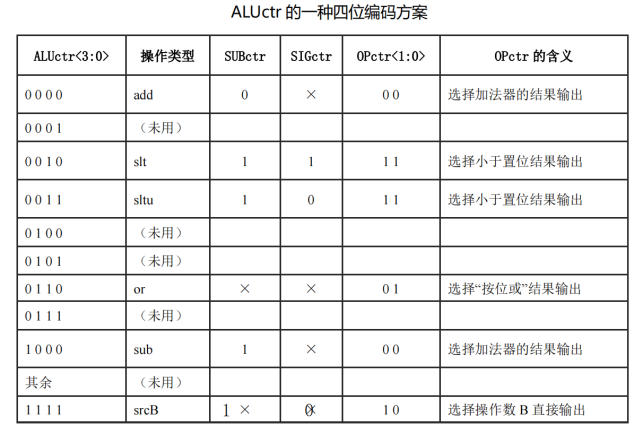 ALUctr 的一种四位编码方案
ALUctr<3:0> 操作类型 SUBctr SIGctr OPctr<1:0> OPctr 的含义
0 0 0 0 add 0 × 0 0 选择加法器的结果输出
0 0 0 1 （未用）
0 0 1 0 slt 1 1 1 1 选择小于置位结果输出
0 0 1 1 sltu 1 0 1 1 选择小于置位结果输出
0 1 0 0 （未用）
0 1 0 1 （未用）
0 1 1 0 or × × 0 1 选择“按位或”结果输出
0 1 1 1 （未用）
1 0 0 0 sub 1 × 0 0 选择加法器的结果输出
其余 （未用）
1 1 1 1 srcB 1 × 0× 1 0 选择操作数 B 直接输出